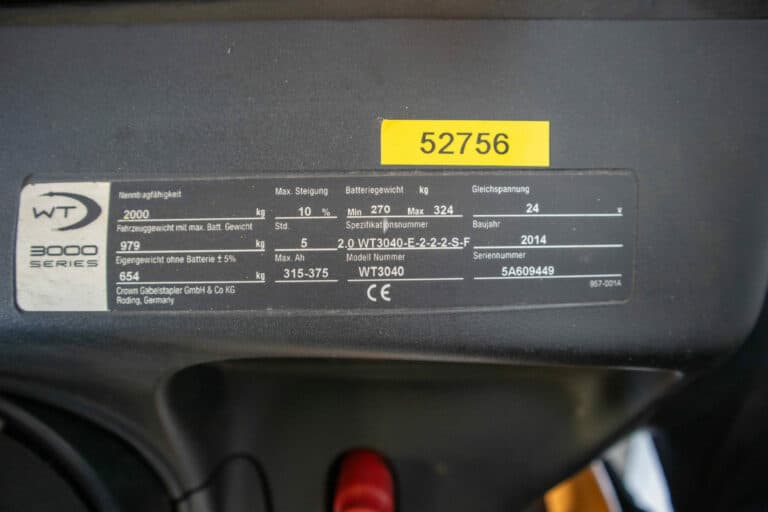 52756
WT
3000
SERIES
Nenntragfähigkeit
2000 kg
Fahrzeuggewicht mit max. Batt. Gewicht
979 kg
Eigengewicht ohne Batterie ± 5%
654 kg
Crown Gabelstapler GmbH & Co KG
Roding, Germany
Max. Steigung
10 %
Std.
5
Max. Ah
315-375
Batteriegewicht kg
Min 270 Max 324
Spezifikationsnummer
2.0 WT3040-E-2-2-2-S-F
Modell Nummer
WT3040
CE
Gleichspannung
24 v
Baujahr
2014
Seriennummer
5A609449
957-001A